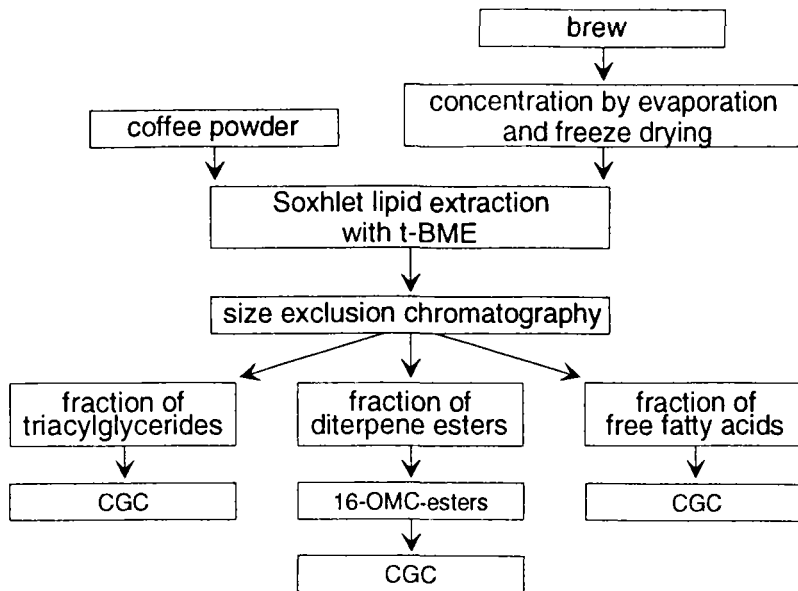 brew
concentration by evaporation
and freeze drying
coffee powder
Soxhlet lipid extraction
with t-BME
size exclusion chromatography
fraction of
triacylglycerides
fraction of
diterpene esters
fraction of
free fatty acids
CGC
16-OMC-esters
CGC
CGC